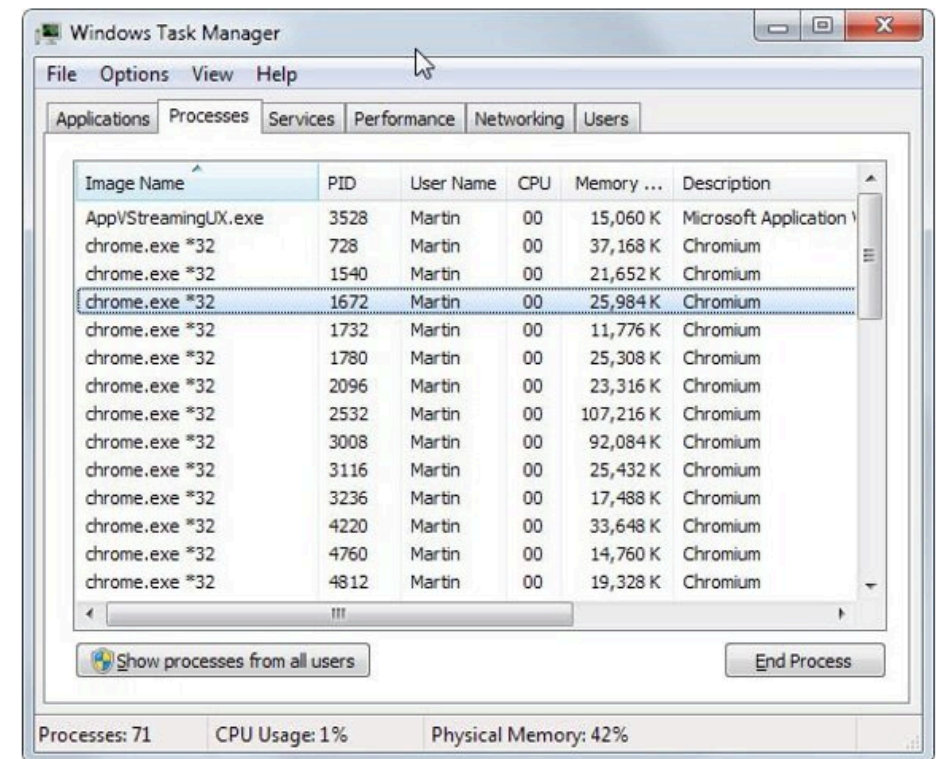 Windows Task Manager
File Options View Help
Applications Processes Services Performance Networking Users
Image Name PID User Name CPU Memory ... Description
AppVStreamingUX.exe 3528 Martin 00 15,060 K Microsoft Application
chrome.exe *32 728 Martin 00 37,168 K Chromium
chrome.exe *32 1540 Martin 00 21,652 K Chromium
chrome.exe *32 1672 Martin 00 25,984 K Chromium
chrome.exe *32 1732 Martin 00 11,776 K Chromium
chrome.exe *32 1780 Martin 00 25,308 K Chromium
chrome.exe *32 2096 Martin 00 23,316 K Chromium
chrome.exe *32 2532 Martin 00 107,216 K Chromium
chrome.exe *32 3008 Martin 00 92,084 K Chromium
chrome.exe *32 3116 Martin 00 25,432 K Chromium
chrome.exe *32 3236 Martin 00 17,488 K Chromium
chrome.exe *32 4220 Martin 00 33,648 K Chromium
chrome.exe *32 4760 Martin 00 14,760 K Chromium
chrome.exe *32 4812 Martin 00 19,328 K Chromium
Show processes from all users End Process
Processes: 71 CPU Usage: 1% Physical Memory: 42%